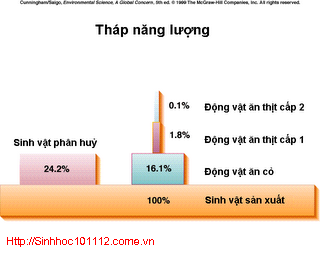 Cunningham/Saigo, Environmental Science, A Global Concern, 5th ed. © 1999 The McGraw-Hill Companies, Inc. All rights reserved.
Tháp năng lượng
0.1% Động vật ăn thịt cấp 2
1.8% Động vật ăn thịt cấp 1
Sinh vật phân huỷ
24.2% 16.1% Động vật ăn cỏ
100% Sinh vật sản xuất
Http://Sinhhoc101112.come.vn